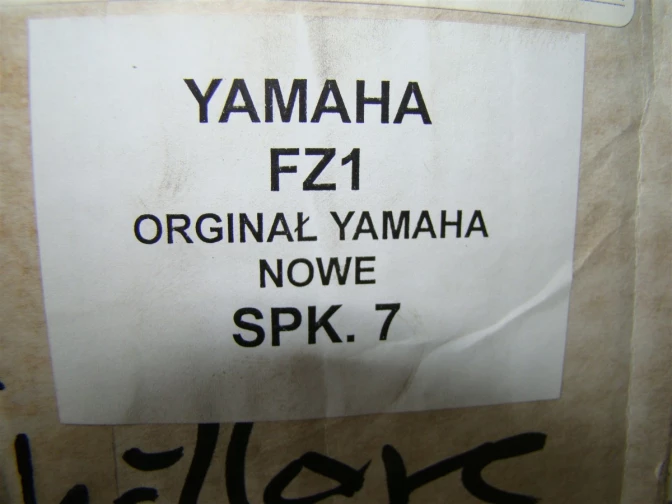 YAMAHA
FZ1
ORGINAŁ YAMAHA
NOWE
SPK. 7